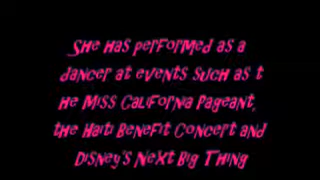 She has performed as a
dancer at events such as t
he Miss California Pageant,
the Haiti Benefit Concert and
Disney's Next Big Thing